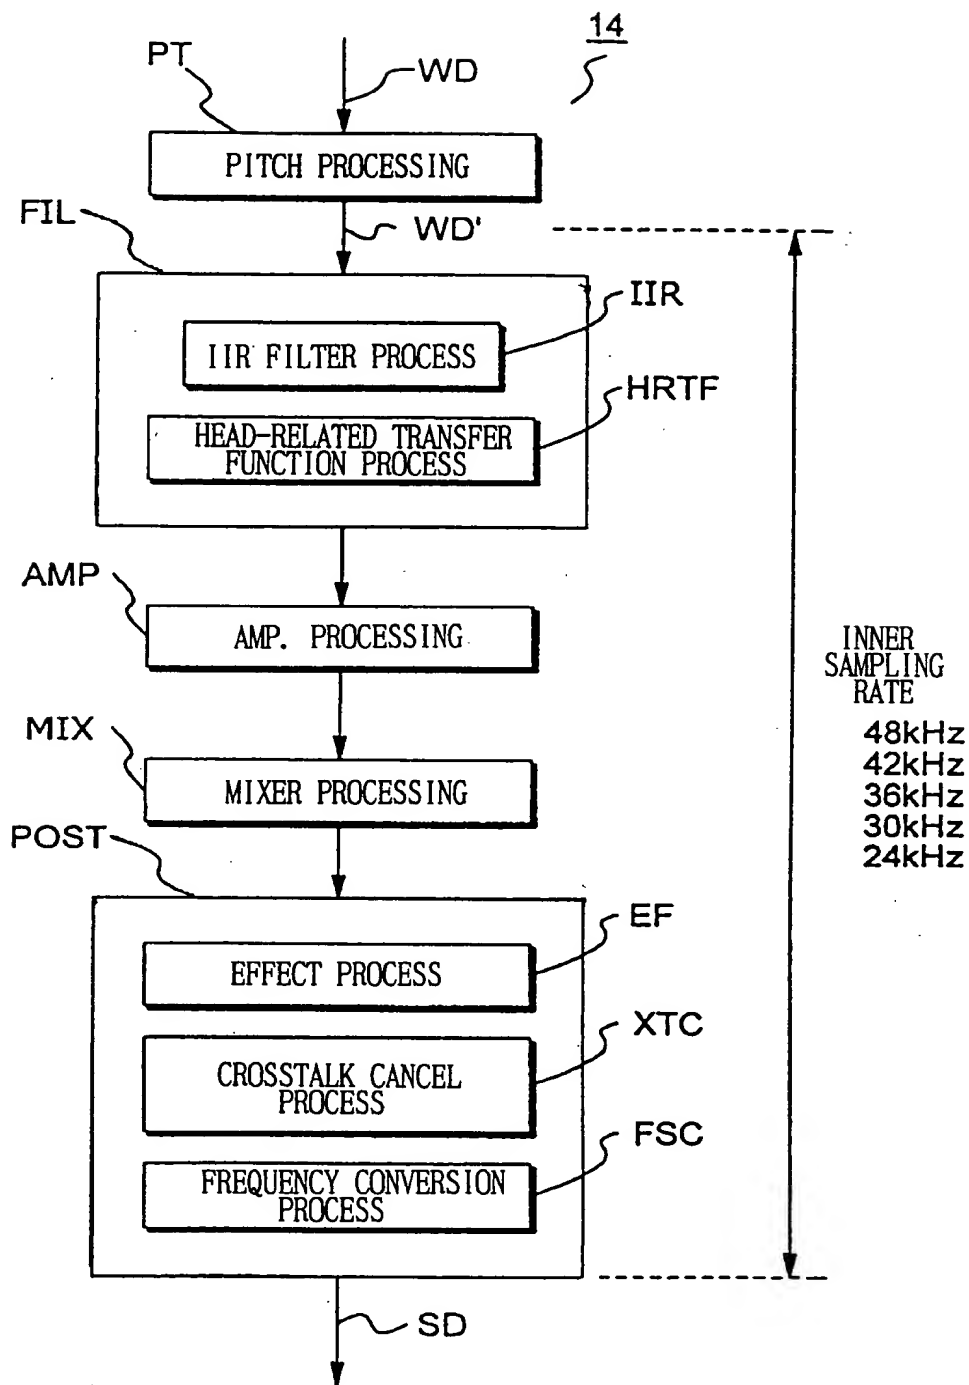 14
PT
WD
PITCH PROCESSING
FIL
WD'
IIR
IIR FILTER PROCESS
HRTF
HEAD-RELATED TRANSFER
FUNCTION PROCESS
AMP
AMP. PROCESSING
INNER
SAMPLING
RATE
48kHz
42kHz
36kHz
30kHz
24kHz
MIX
MIXER PROCESSING
POST
EF
EFFECT PROCESS
XTC
CROSSTALK CANCEL
PROCESS
FSC
FREQUENCY CONVERSION
PROCESS
SD